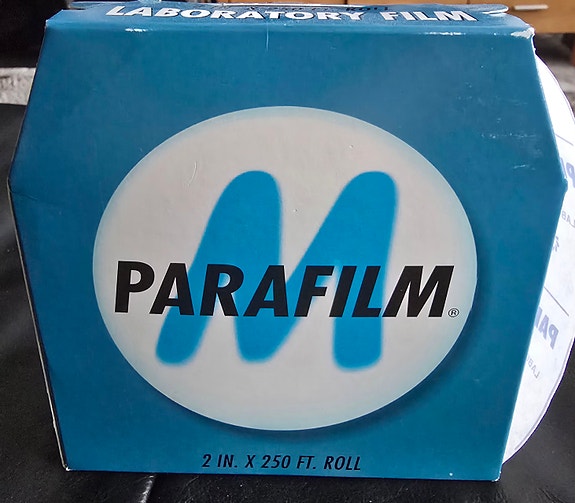 LABORATORY FILM
M
PARAFILM®
2 IN. X 250 FT. ROLL